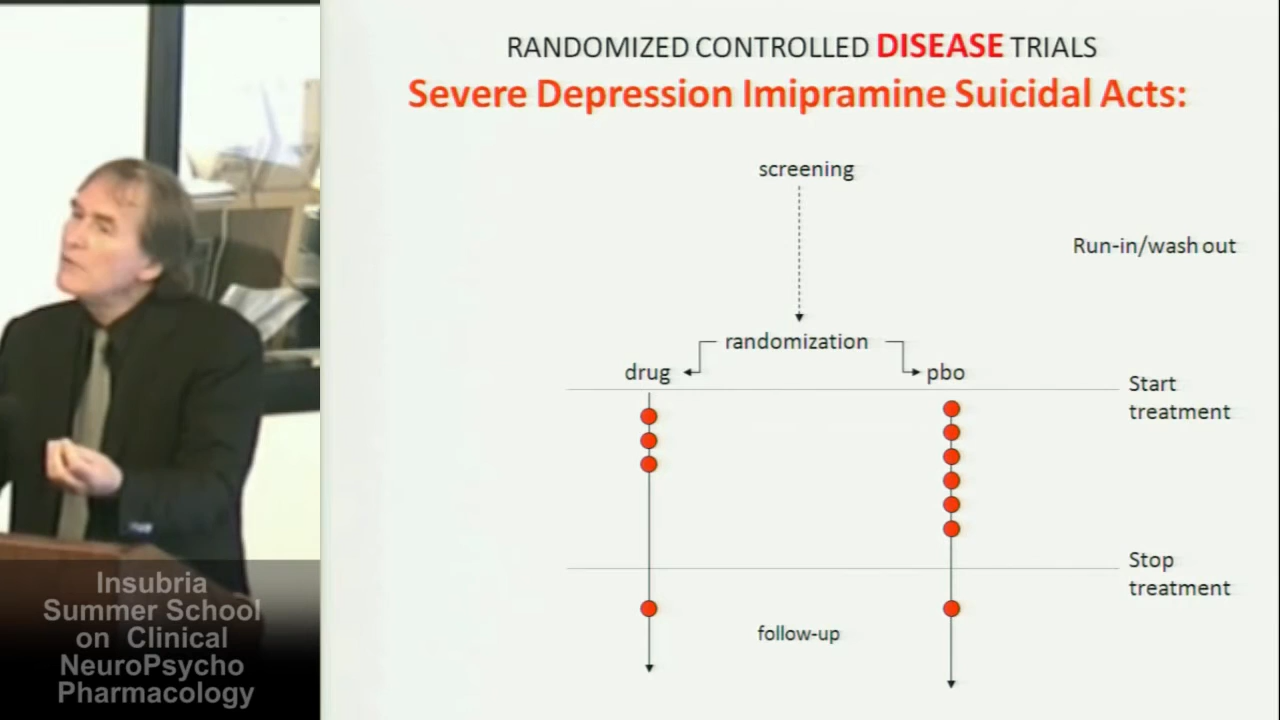 RANDOMIZED CONTROLLED DISEASE TRIALS
Severe Depression Imipramine Suicidal Acts:
screening
Run-in/wash out
randomization
drug
pbo
Start
treatment
Stop
treatment
follow-up
Insubria
Summer School
on Clinical
NeuroPsycho
Pharmacology